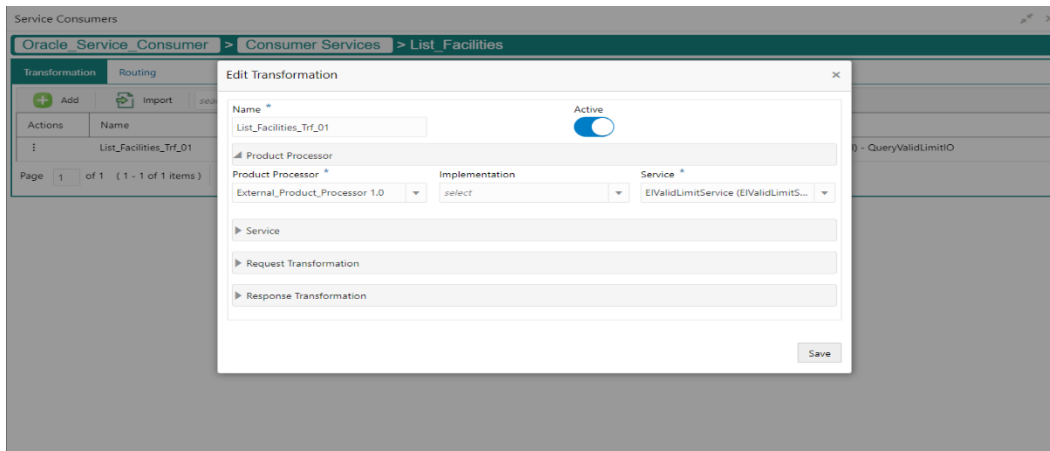 Service Consumers
Oracle_Service_Consumer > Consumer Services > List_Facilities
Transformation Routing
Edit Transformation
Add Import
Name *
Active
List_Facilities_Trf_01
Actions Name
List_Facilities_Trf_01
- QueryValidLimitIO
Product Processor
Page 1 of 1 (1 - 1 of 1 items)
Product Processor * Implementation Service *
External_Product_Processor 1.0 select ElValidLimitService (ElValidLimitS...
Service
Request Transformation
Response Transformation
Save